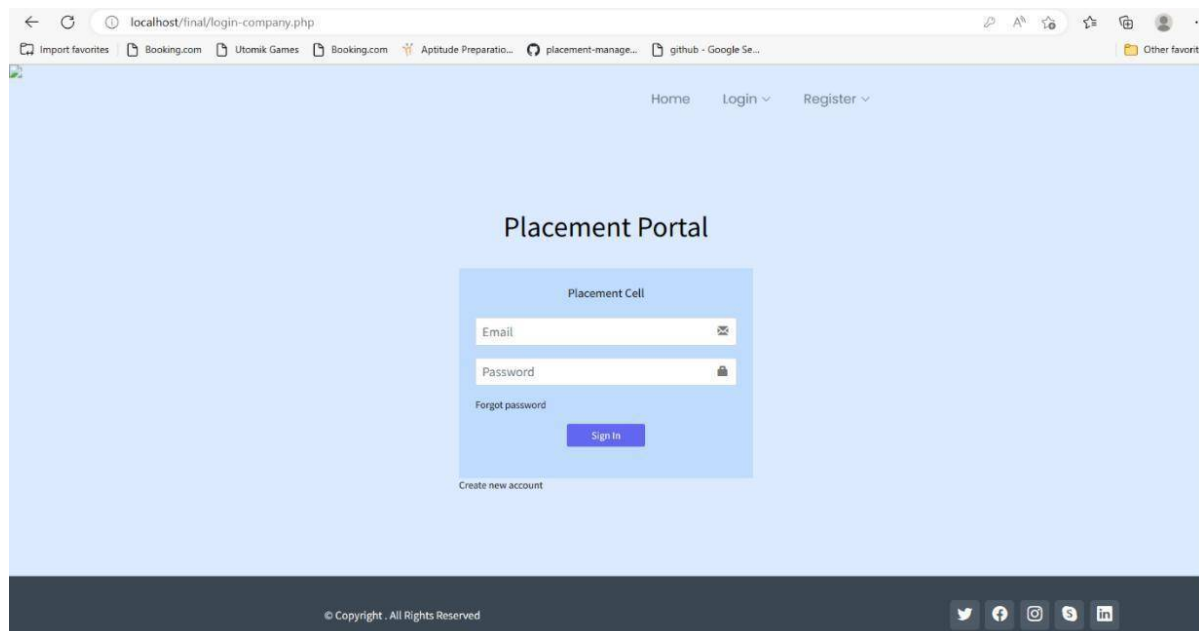 localhost/final/login-company.php
Import favorites Booking.com Utomik Games Booking.com Aptitude Preparatio... placement-manage... github - Google Se... Other favorit
Home Login Register
Placement Portal
Placement Cell
Email
Password
Forgot password
Sign In
Create new account
© Copyright . All Rights Reserved